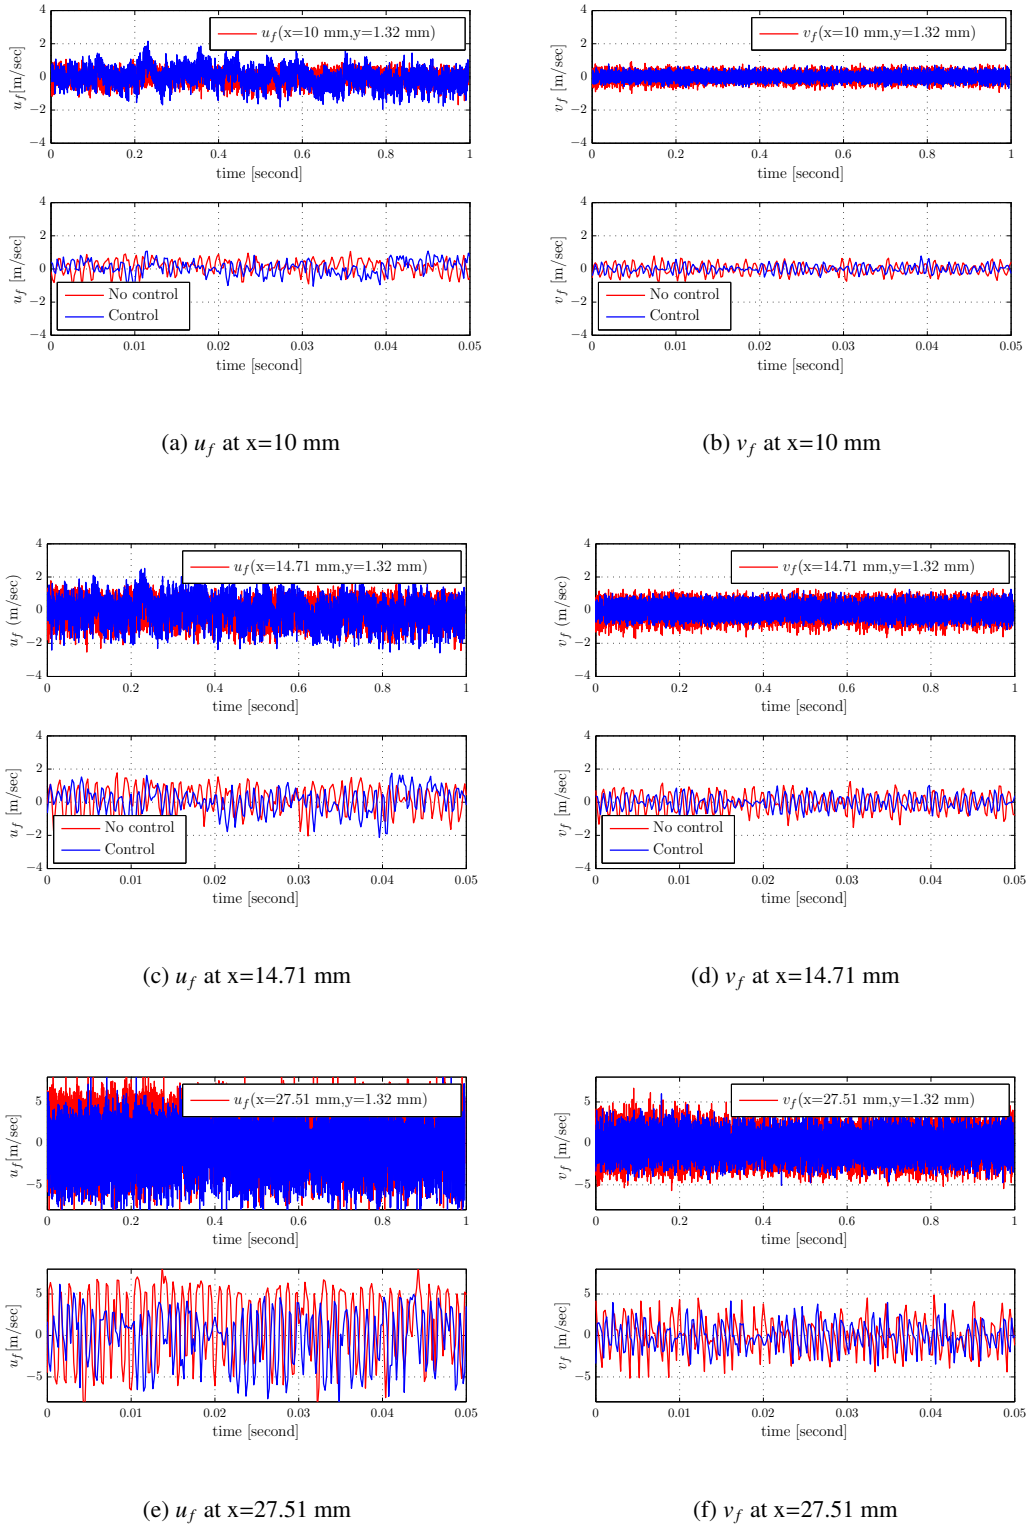 4
2
0
−2
−4
u_f[m/sec]
u_f(x=10 mm,y=1.32 mm)
0 0.2 0.4 0.6 0.8 1
time [second]
4
2
0
−2
−4
v_f [m/sec]
v_f(x=10 mm,y=1.32 mm)
0 0.2 0.4 0.6 0.8 1
time [second]
4
2
0
−2
−4
u_f [m/sec]
No control
Control
0 0.01 0.02 0.03 0.04 0.05
time [second]
4
2
0
−2
−4
v_f [m/sec]
No control
Control
0 0.01 0.02 0.03 0.04 0.05
time [second]
(a) u_f at x=10 mm
(b) v_f at x=10 mm
4
2
0
−2
−4
u_f (m/sec)
u_f(x=14.71 mm,y=1.32 mm)
0 0.2 0.4 0.6 0.8 1
time [second]
4
2
0
−2
−4
v_f (m/sec)
v_f(x=14.71 mm,y=1.32 mm)
0 0.2 0.4 0.6 0.8 1
time [second]
4
2
0
−2
−4
u_f [m/sec]
No control
Control
0 0.01 0.02 0.03 0.04 0.05
time [second]
4
2
0
−2
−4
v_f [m/sec]
No control
Control
0 0.01 0.02 0.03 0.04 0.05
time [second]
(c) u_f at x=14.71 mm
(d) v_f at x=14.71 mm
5
0
−5
u_f[m/sec]
u_f(x=27.51 mm,y=1.32 mm)
0 0.2 0.4 0.6 0.8 1
time [second]
5
0
−5
v_f [m/sec]
v_f(x=27.51 mm,y=1.32 mm)
0 0.2 0.4 0.6 0.8 1
time [second]
5
0
−5
u_f[m/sec]
0 0.01 0.02 0.03 0.04 0.05
time [second]
5
0
−5
v_f [m/sec]
0 0.01 0.02 0.03 0.04 0.05
time [second]
(e) u_f at x=27.51 mm
(f) v_f at x=27.51 mm